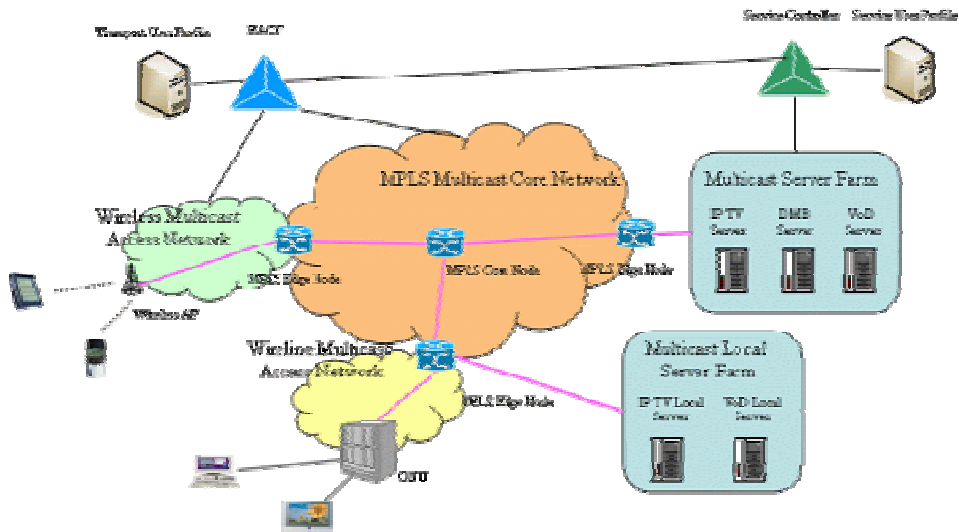 Transport User Profile
RACF
Service Controller
Service User Profile
MPLS Multicast Core Network
Multicast Server Farm
IPTV
Server
DMB
Server
VoD
Server
Wireless Multicast
Access Network
MPLS Edge Node
MPLS Core Node
MPLS Edge Node
Wireless AP
Wireline Multicast
Access Network
MPLS Edge Node
Multicast Local
Server Farm
IPTV Local
Server
VoD Local
Server